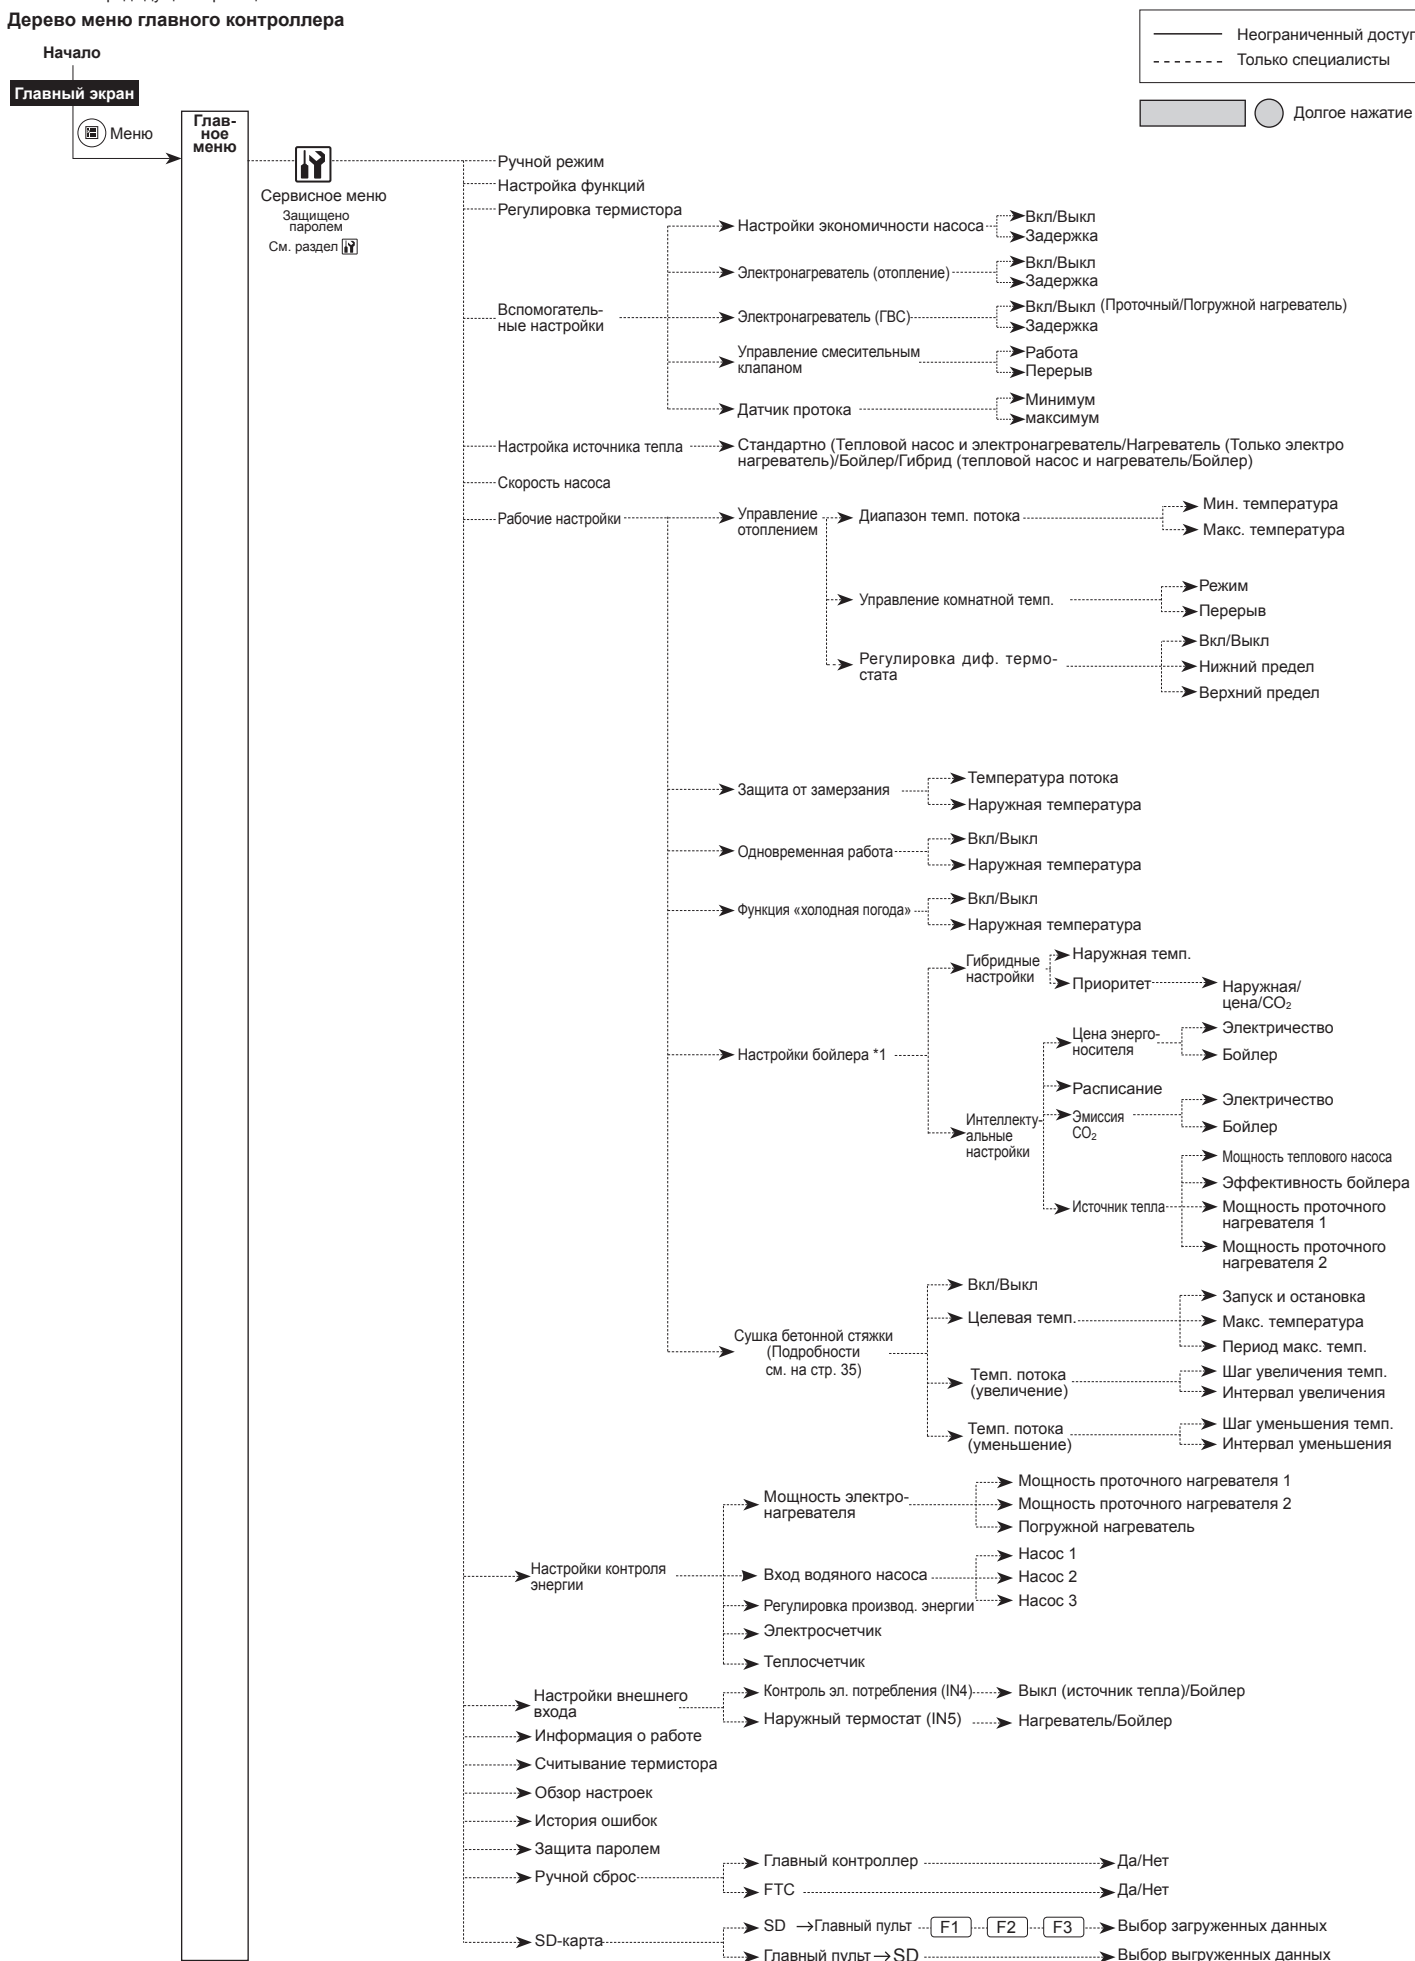 Дерево меню главного контроллера
Неограниченный доступ
Только специалисты
Долгое нажатие
Начало
Главный экран
Меню
Глав-
ное
меню
Сервисное меню
Защищено
паролем
См. раздел
Ручной режим
Настройка функций
Регулировка термистора
Вспомогатель-
ные настройки
Настройки экономичности насоса
Вкл/Выкл
Задержка
Электронагреватель (отопление)
Вкл/Выкл
Задержка
Электронагреватель (ГВС)
Вкл/Выкл (Проточный/Погружной нагреватель)
Задержка
Управление смесительным
клапаном
Работа
Перерыв
Датчик протока
Минимум
максимум
Настройка источника тепла
Стандартно (Тепловой насос и электронагреватель/Нагреватель (Только электро
нагреватель)/Бойлер/Гибрид (тепловой насос и нагреватель/Бойлер)
Скорость насоса
Рабочие настройки
Управление
отоплением
Диапазон темп. потока
Мин. температура
Макс. температура
Управление комнатной темп.
Режим
Перерыв
Регулировка диф. термо-
стата
Вкл/Выкл
Нижний предел
Верхний предел
Защита от замерзания
Температура потока
Наружная температура
Одновременная работа
Вкл/Выкл
Наружная температура
Функция «холодная погода»
Вкл/Выкл
Наружная температура
Настройки бойлера *1
Гибридные
настройки
Наружная темп.
Приоритет
Наружная/
цена/CO₂
Интеллекту-
альные
настройки
Цена энерго-
носителя
Электричество
Бойлер
Расписание
Эмиссия
CO₂
Электричество
Бойлер
Источник тепла
Мощность теплового насоса
Эффективность бойлера
Мощность проточного
нагревателя 1
Мощность проточного
нагревателя 2
Сушка бетонной стяжки
(Подробности
см. на стр. 35)
Вкл/Выкл
Целевая темп.
Запуск и остановка
Макс. температура
Период макс. темп.
Темп. потока
(увеличение)
Шаг увеличения темп.
Интервал увеличения
Темп. потока
(уменьшение)
Шаг уменьшения темп.
Интервал уменьшения
Настройки контроля
энергии
Мощность электро-
нагревателя
Мощность проточного нагревателя 1
Мощность проточного нагревателя 2
Погружной нагреватель
Вход водяного насоса
Насос 1
Насос 2
Насос 3
Регулировка производ. энергии
Электросчетчик
Теплосчетчик
Настройки внешнего
входа
Контроль эл. потребления (IN4)
Выкл (источник тепла)/Бойлер
Наружный термостат (IN5)
Нагреватель/Бойлер
Информация о работе
Считывание термистора
Обзор настроек
История ошибок
Защита паролем
Ручной сброс
Главный контроллер
Да/Нет
FTC
Да/Нет
SD-карта
SD →Главный пульт F1 F2 F3 Выбор загруженных данных
Главный пульт→SD Выбор выгруженных данных